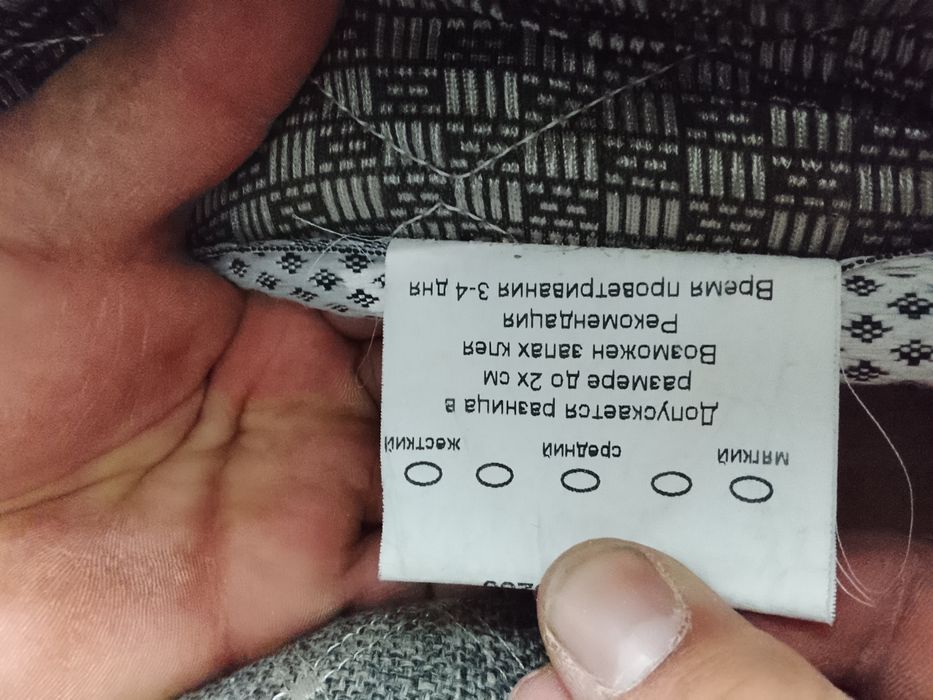 мягкий средний жесткий
Допускается разница в
размере до 2х см
Возможен запах клея
Рекомендация
Время проветривания 3-4 дня